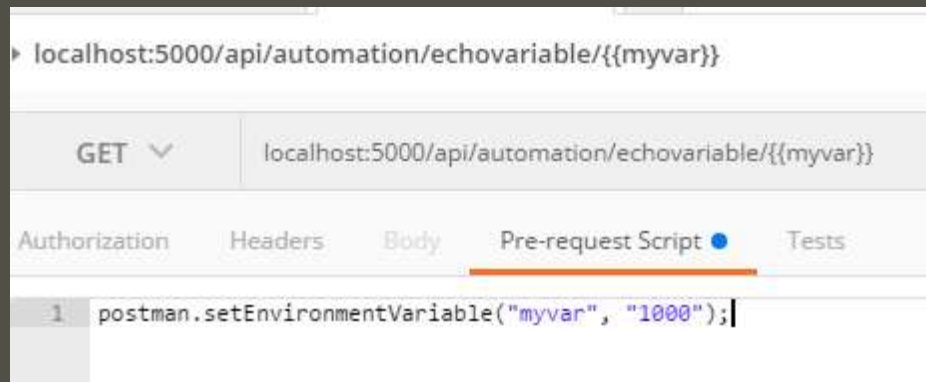 localhost:5000/api/automation/echovariable/{{myvar}}
GET localhost:5000/api/automation/echovariable/{{myvar}}
Authorization Headers Body Pre-request Script Tests
1 postman.setEnvironmentVariable("myvar", "1000");